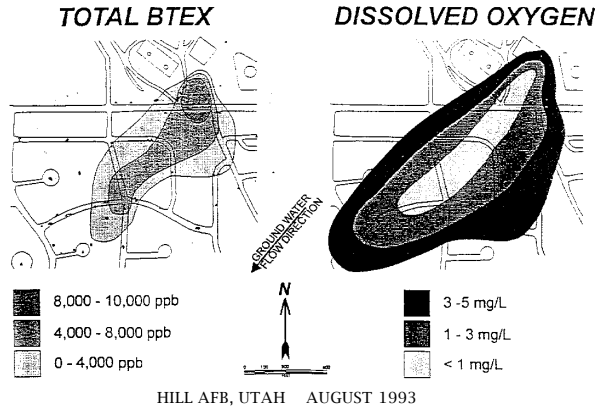 TOTAL BTEX
DISSOLVED OXYGEN
GROUND WATER
FLOW DIRECTION
8,000 - 10,000 ppb
4,000 - 8,000 ppb
0 - 4,000 ppb
N
3 -5 mg/L
1 - 3 mg/L
< 1 mg/L
HILL AFB, UTAH AUGUST 1993